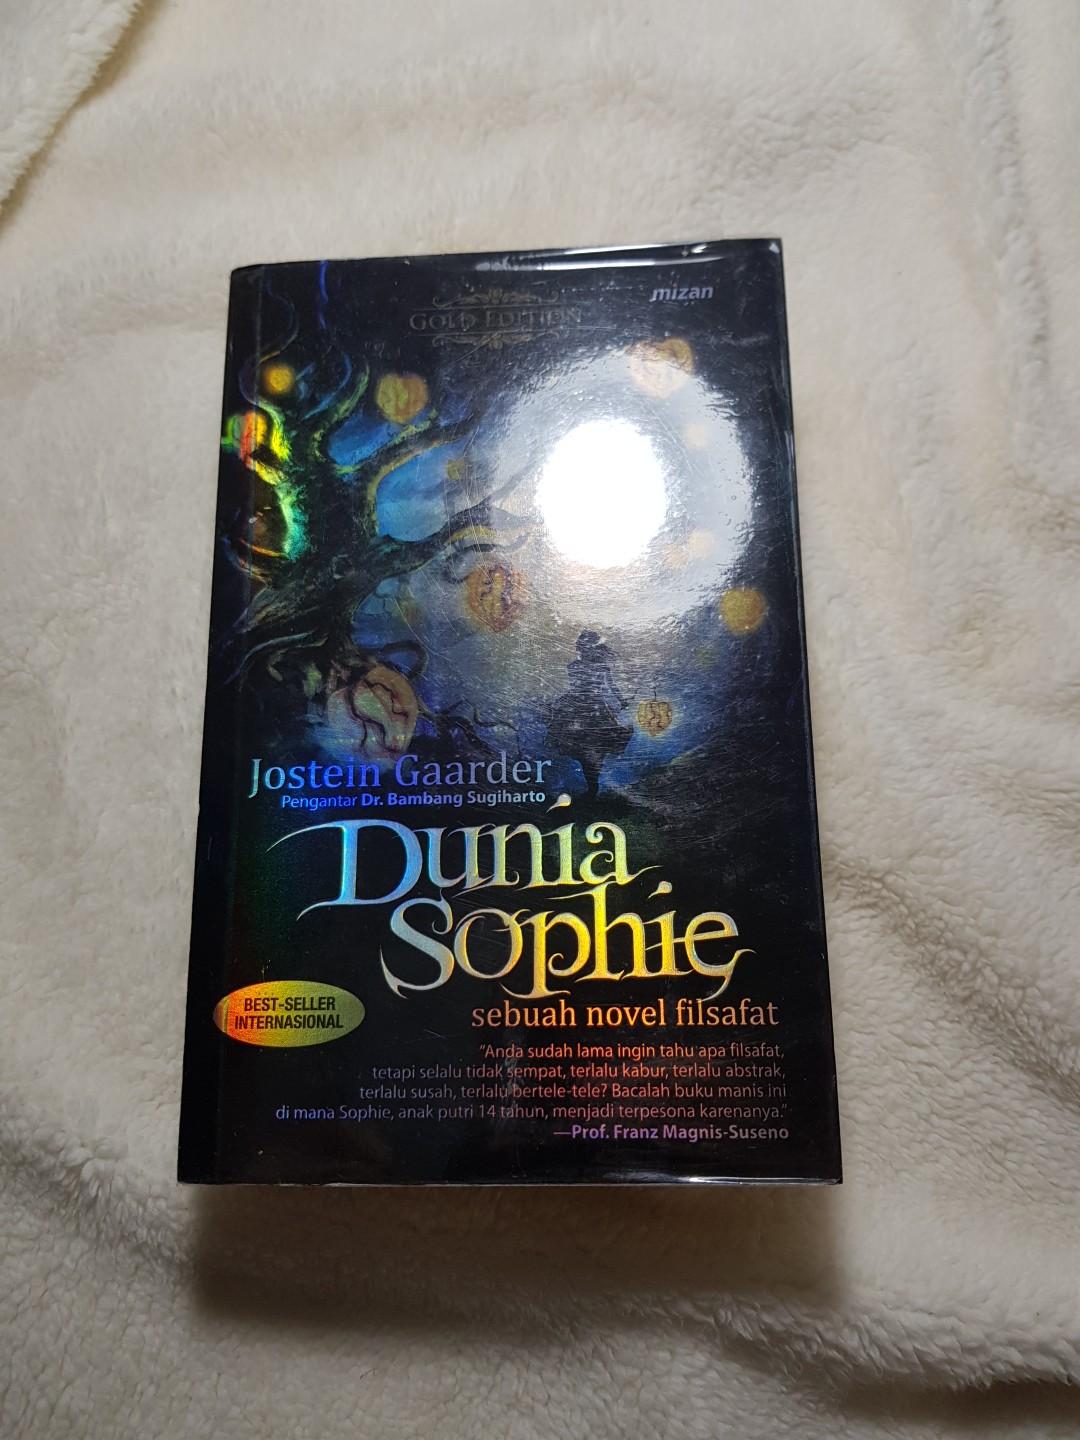 mizan
GOLD EDITION
Jostein Gaarder
Pengantar Dr. Bambang Sugiharto
Dunia
Sophie
sebuah novel filsafat
BEST-SELLER
INTERNASIONAL
"Anda sudah lama ingin tahu apa filsafat,
tetapi selalu tidak sempat, terlalu kabur, terlalu abstrak,
terlalu susah, terlalu bertele-tele? Bacalah buku manis ini
di mana Sophie, anak putri 14 tahun, menjadi terpesona karenanya."
—Prof. Franz Magnis-Suseno